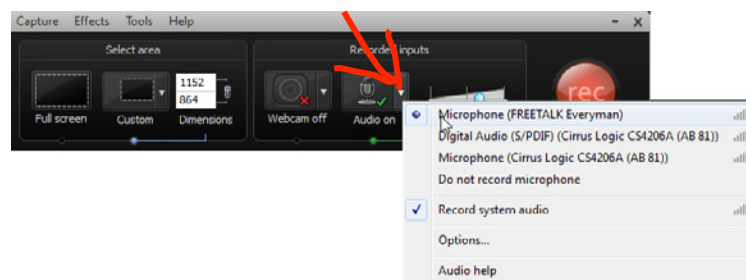 Capture Effects Tools Help
Select area
Recorded inputs
1152
864
rec
Full screen
Custom
Dimensions
Webcam off
Audio on
Microphone (FREETALK Everyman)
Digital Audio (S/PDIF) (Cirrus Logic CS4206A (AB 81))
Microphone (Cirrus Logic CS4206A (AB 81))
Do not record microphone
Record system audio
Options...
Audio help